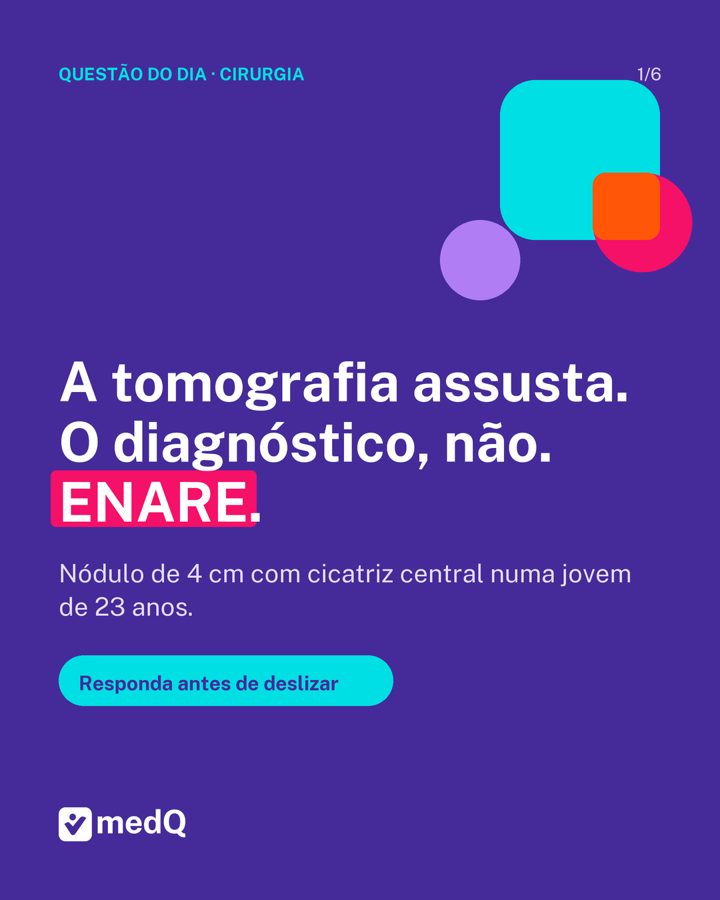 QUESTÃO DO DIA · CIRURGIA
1/6
A tomografia assusta.
O diagnóstico, não.
ENARE.
Nódulo de 4 cm com cicatriz central numa jovem
de 23 anos.
Responda antes de deslizar
medQ